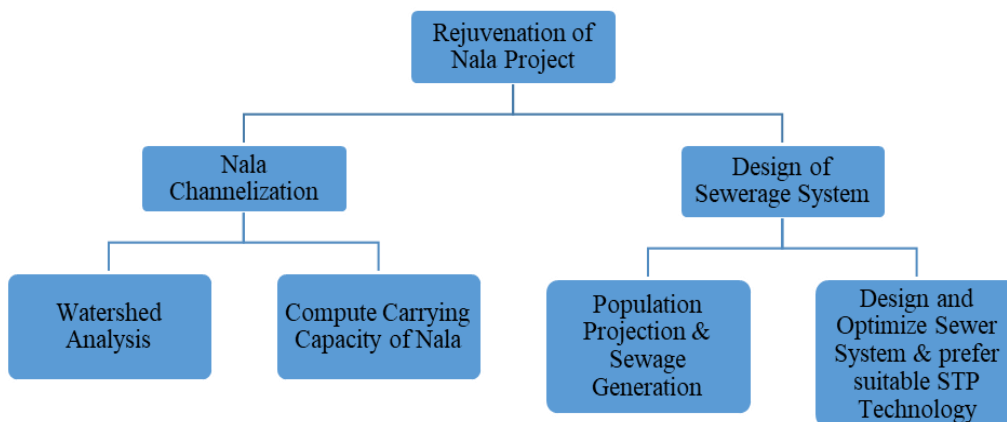 Rejuvenation of
Nala Project
Nala
Channelization
Design of
Sewerage System
Watershed
Analysis
Compute Carrying
Capacity of Nala
Population
Projection &
Sewage
Generation
Design and
Optimize Sewer
System & prefer
suitable STP
Technology